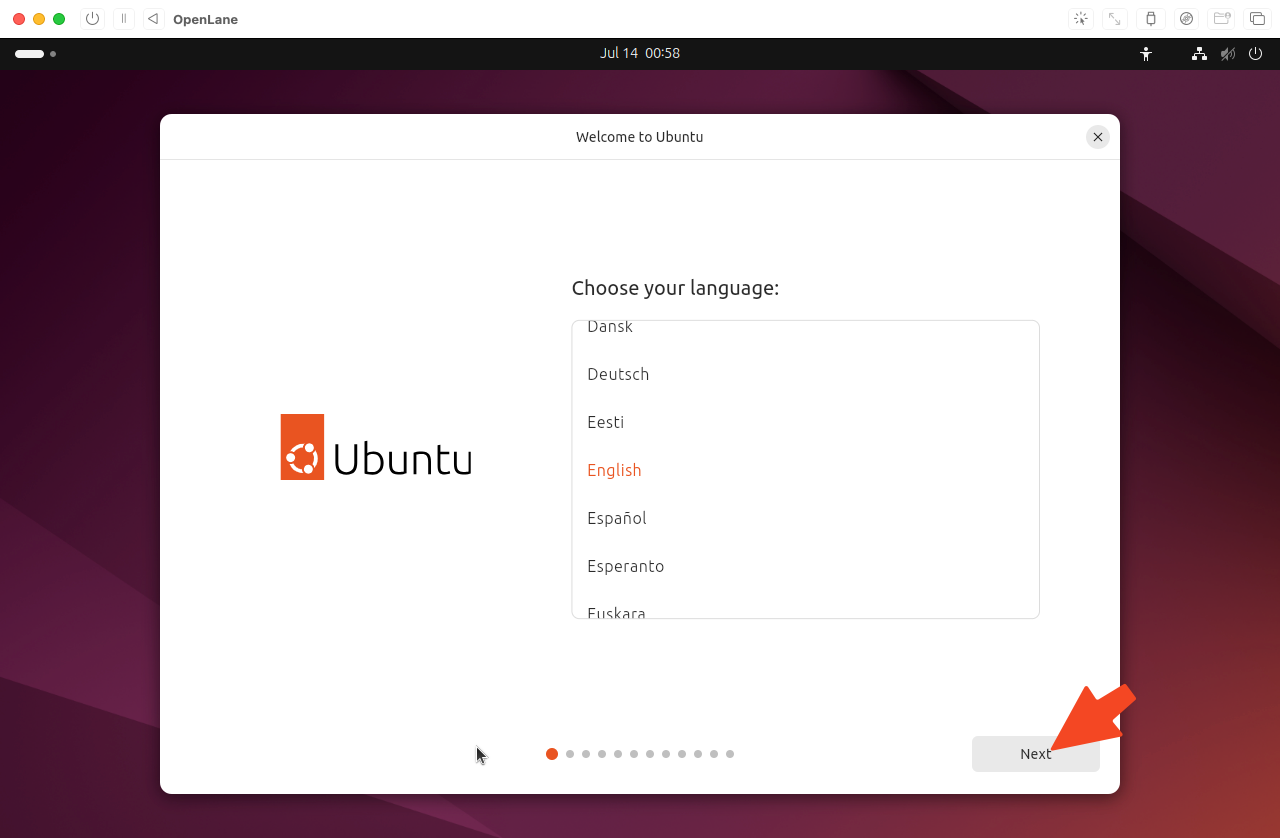 OpenLane
Jul 14 00:58
Welcome to Ubuntu
Choose your language:
Dansk
Deutsch
Eesti
English
Español
Esperanto
Euskara
Ubuntu
Next